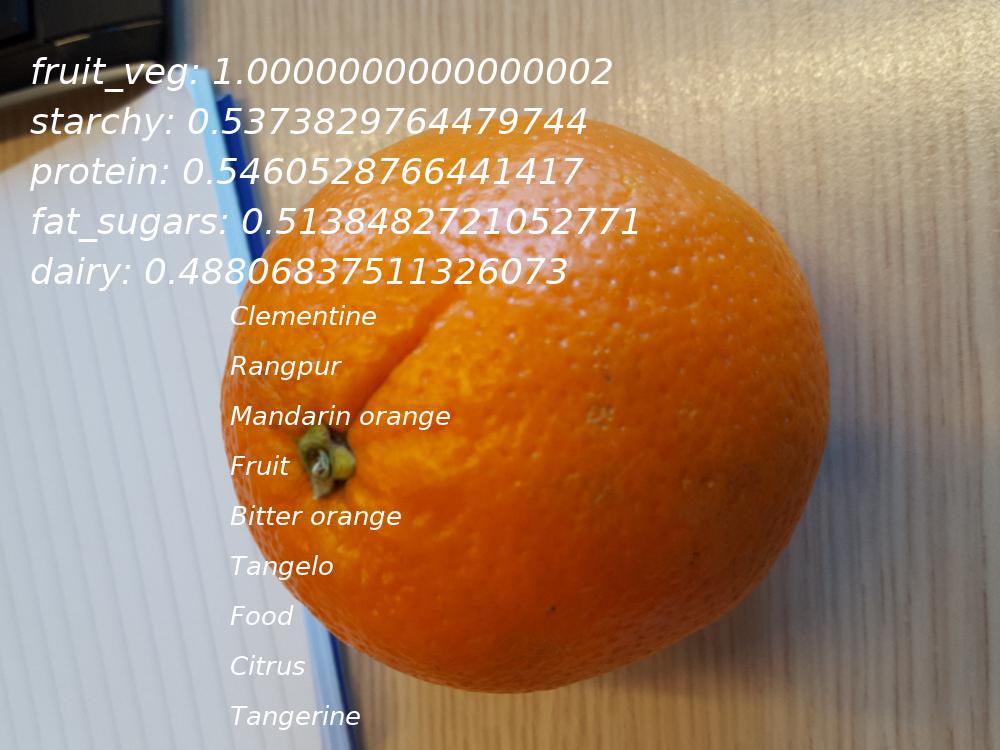 fruit_veg: 1.0000000000000002
starchy: 0.5373829764479744
protein: 0.5460528766441417
fat_sugars: 0.5138482721052771
dairy: 0.48806837511326073
Clementine
Rangpur
Mandarin orange
Fruit
Bitter orange
Tangelo
Food
Citrus
Tangerine